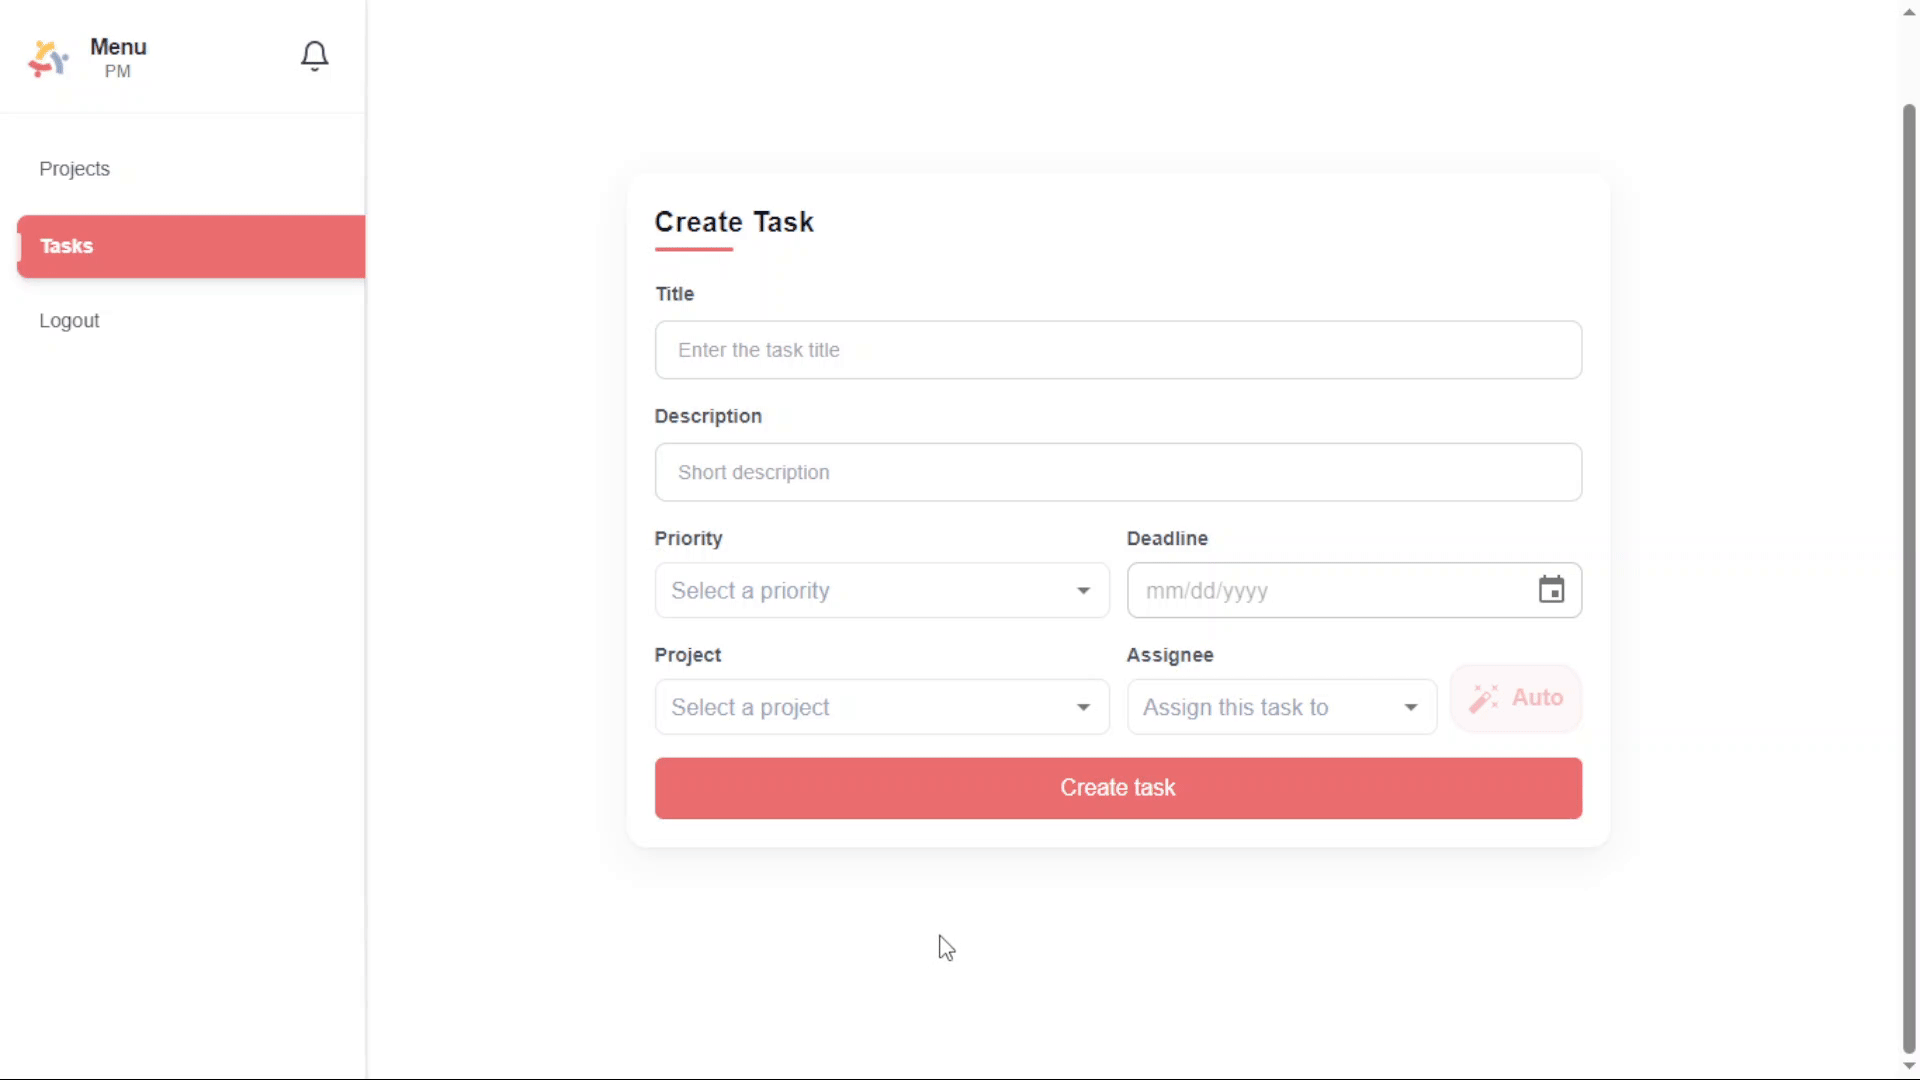 Menu
PM
Projects
Tasks
Logout
Create Task
Title
Enter the task title
Description
Short description
Priority
Deadline
Select a priority
mm/dd/yyyy
Project
Assignee
Select a project
Assign this task to
Auto
Create task